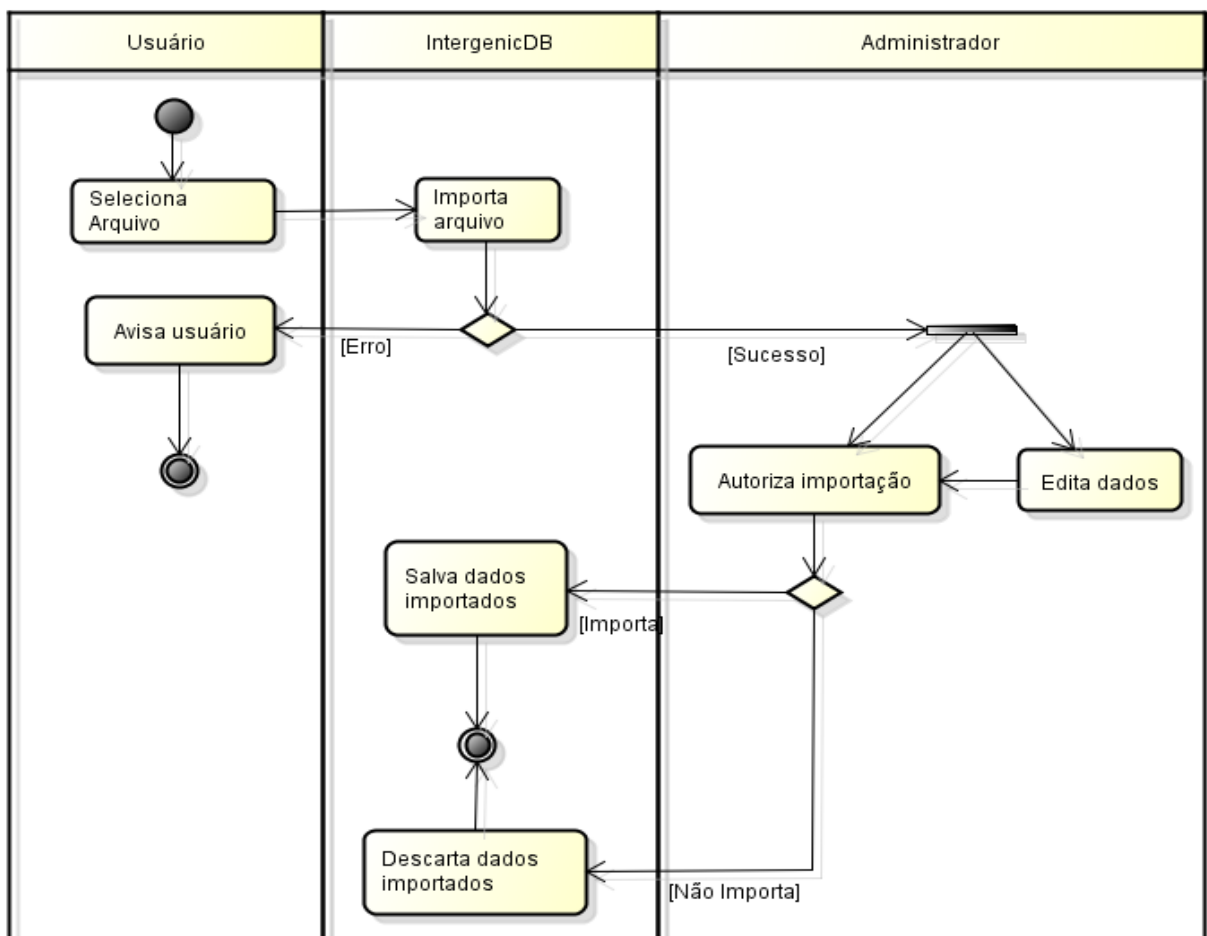 Usuário
IntergenicDB
Administrador
Seleciona
Arquivo
Importa
arquivo
Avisa usuário
[Erro]
[Sucesso]
Autoriza importação
Edita dados
Salva dados
importados
[Importa]
Descarta dados
importados
[Não Importa]